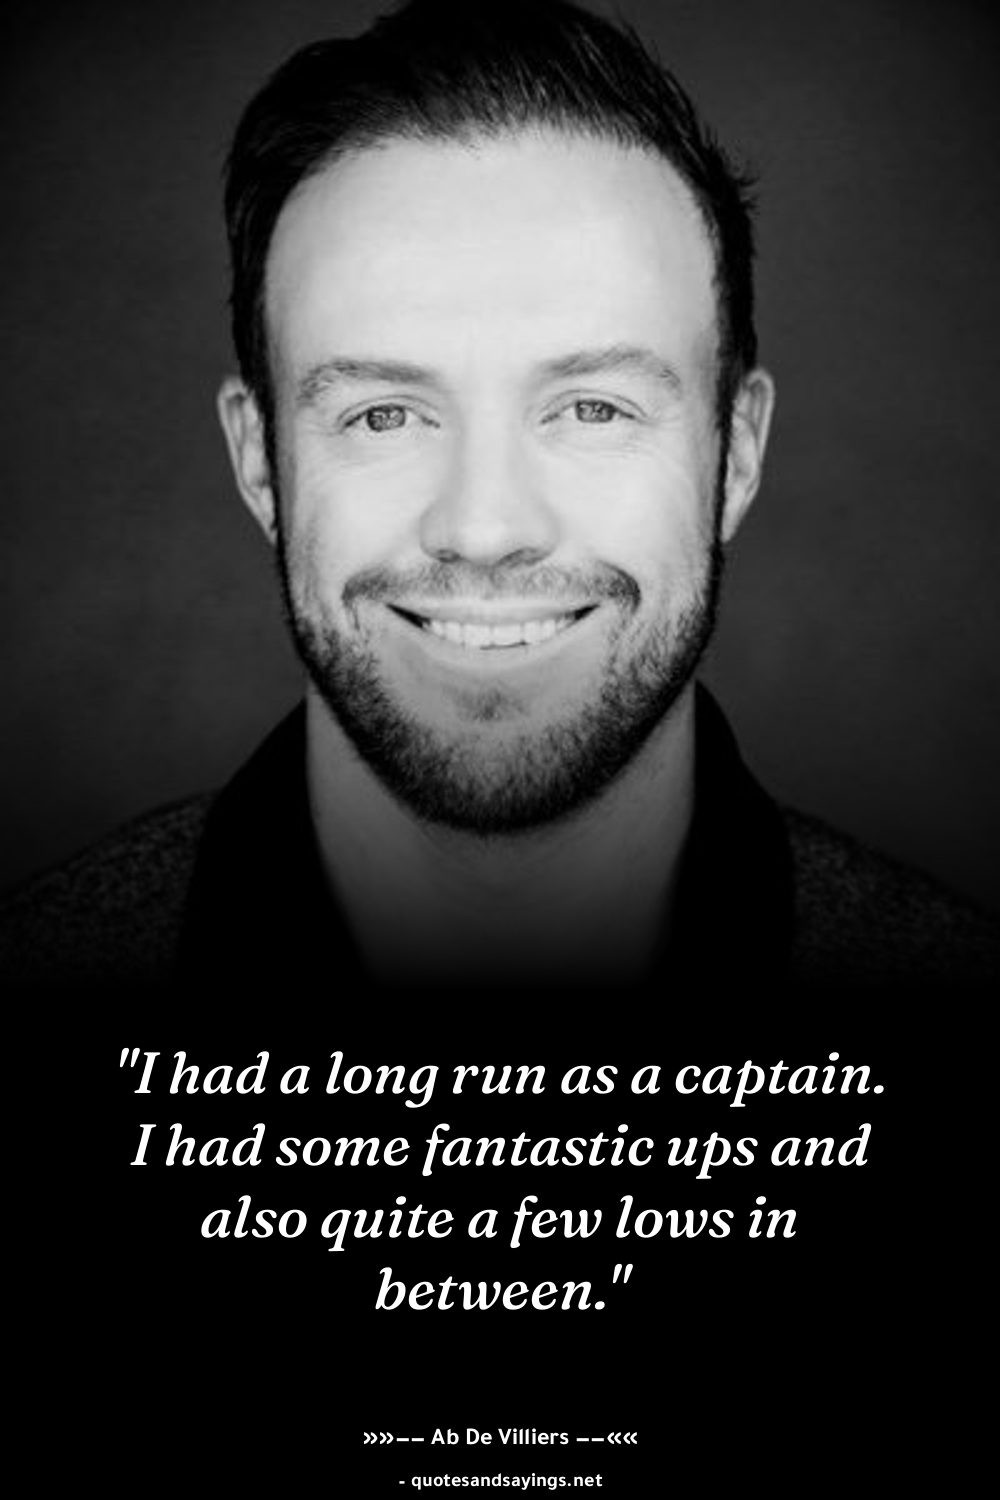 "I had a long run as a captain.
I had some fantastic ups and
also quite a few lows in
between."
»»—— Ab De Villiers ——««
- quotesandsayings.net